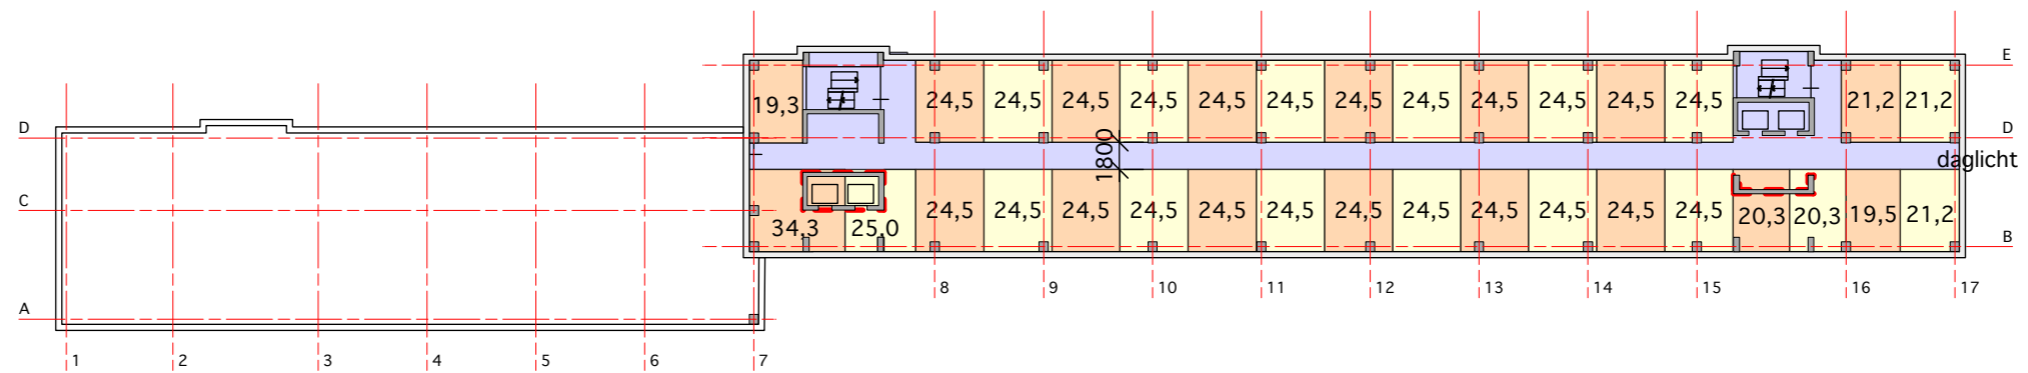 E
19,3 24,5 24,5 24,5 24,5 24,5 24,5 24,5 24,5 24,5 24,5 24,5 24,5 21,2 21,2
D D
1800
daglicht
C
34,3 25,0 24,5 24,5 24,5 24,5 24,5 24,5 24,5 24,5 24,5 24,5 24,5 24,5 20,3 20,3 19,5 21,2
B
8 9 10 11 12 13 14 15 16 17
A
1 2 3 4 5 6 7